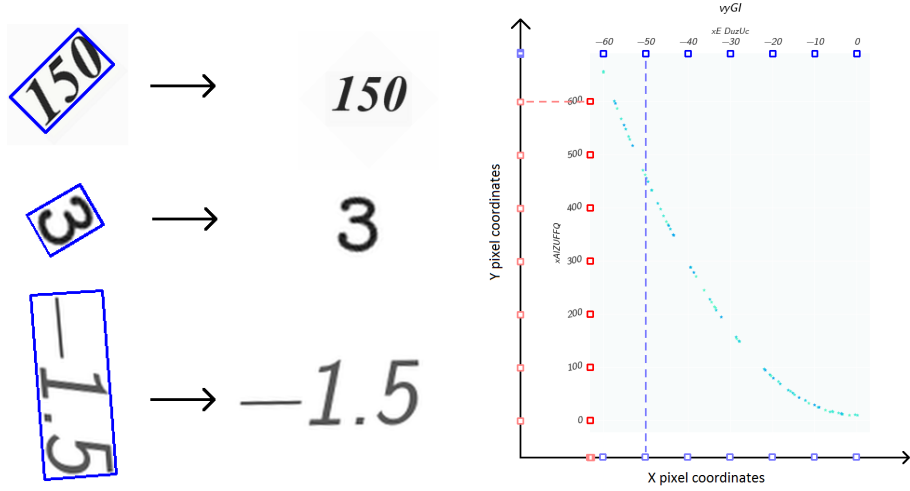 150
150
3
3
−1.5
−1.5
vyGI
xE DuzUc
−60 −50 −40 −30 −20 −10 0
600
500
400
300
200
100
0
xAIZUFFQ
Y pixel coordinates
X pixel coordinates